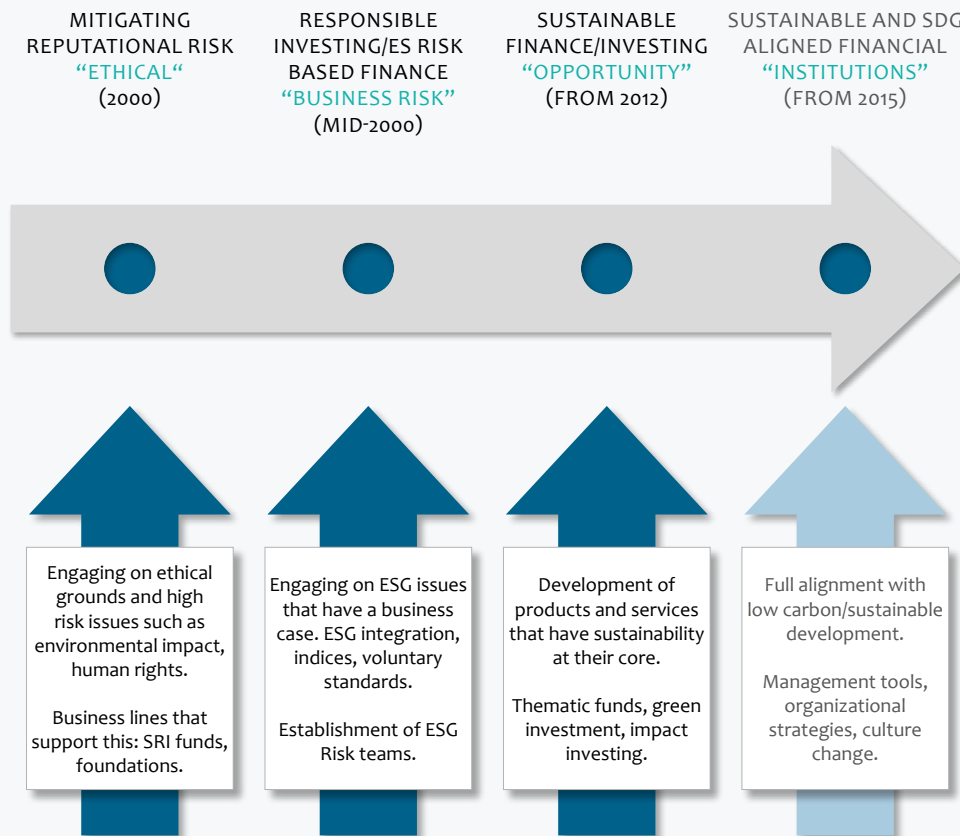 MITIGATING
REPUTATIONAL RISK
“ETHICAL“
(2000)
RESPONSIBLE
INVESTING/ES RISK
BASED FINANCE
“BUSINESS RISK”
(MID-2000)
SUSTAINABLE
FINANCE/INVESTING
“OPPORTUNITY”
(FROM 2012)
SUSTAINABLE AND SDG
ALIGNED FINANCIAL
“INSTITUTIONS”
(FROM 2015)
Engaging on ethical
grounds and high
risk issues such as
environmental impact,
human rights.
Business lines that
support this: SRI funds,
foundations.
Engaging on ESG issues
that have a business
case. ESG integration,
indices, voluntary
standards.
Establishment of ESG
Risk teams.
Development of
products and services
that have sustainability
at their core.
Thematic funds, green
investment, impact
investing.
Full alignment with
low carbon/sustainable
development.
Management tools,
organizational
strategies, culture
change.